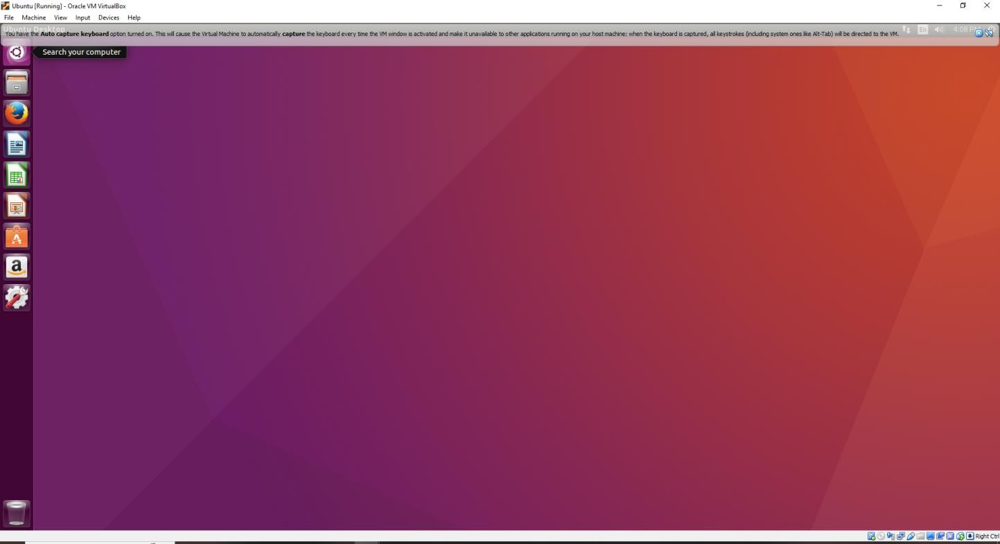 Ubuntu [Running] - Oracle VM VirtualBox
File Machine View Input Devices Help
Ubuntu Desktop
You have the Auto capture keyboard option turned on. This will cause the Virtual Machine to automatically capture the keyboard every time the VM window is activated and make it unavailable to other applications running on your host machine: when the keyboard is captured, all keystrokes (including system ones like Alt-Tab) will be directed to the VM.
En 4:08 PM
Search your computer
Right Ctrl